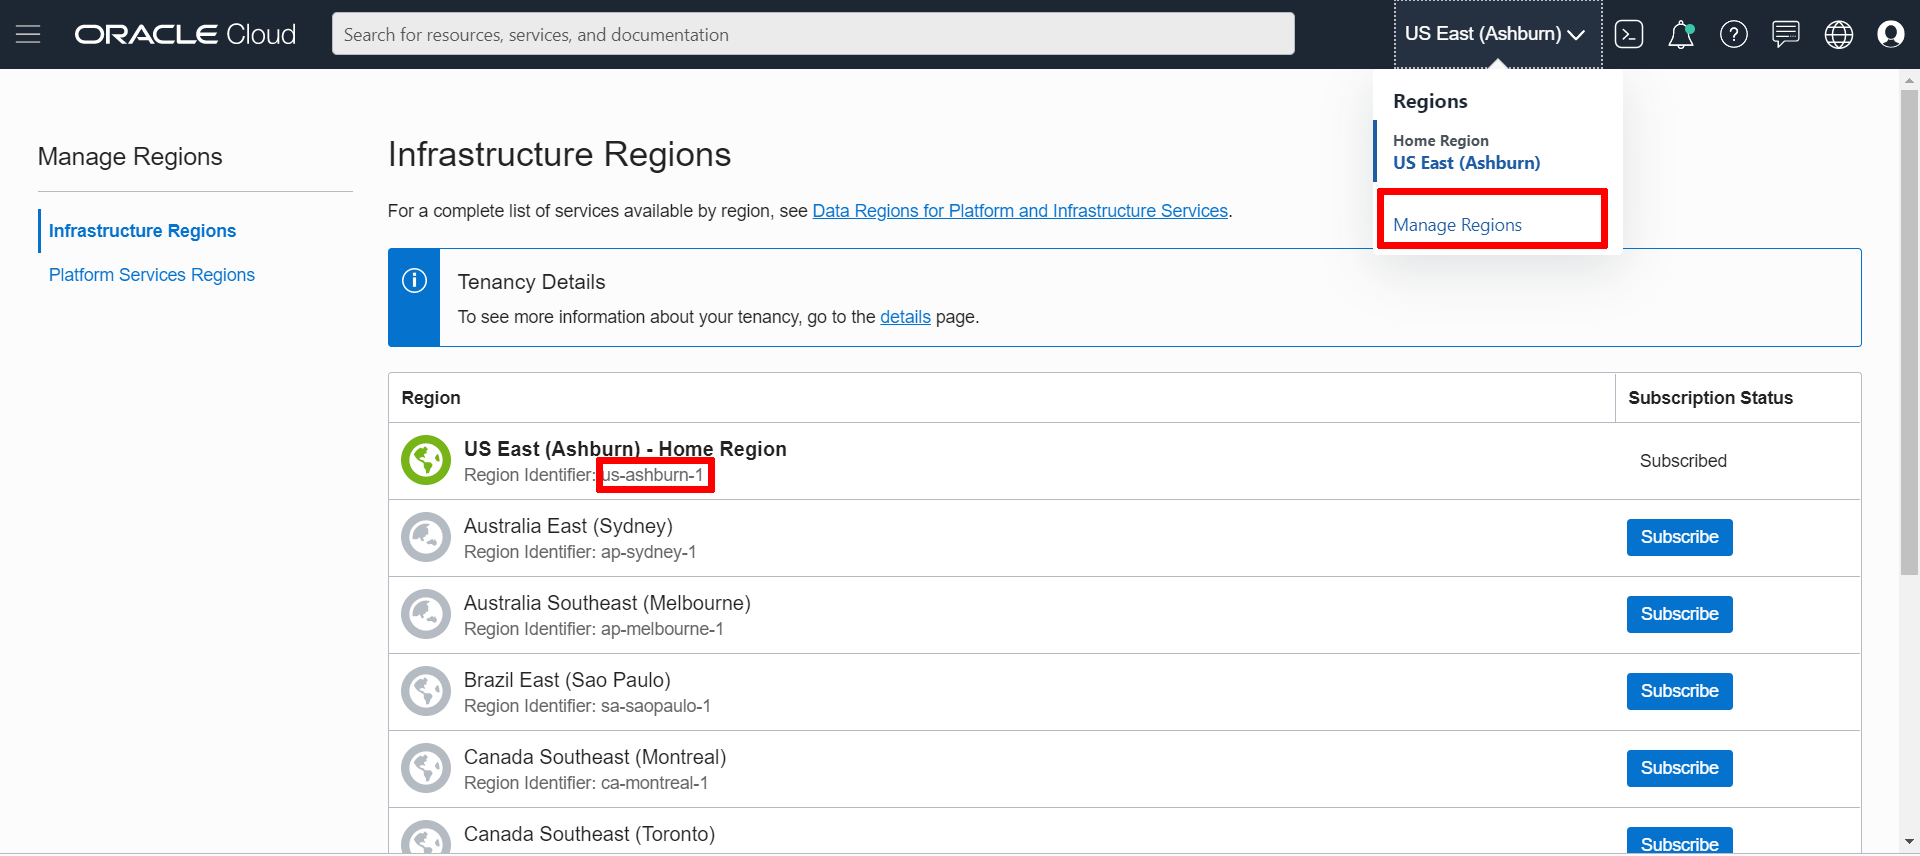 ORACLE Cloud
Search for resources, services, and documentation
US East (Ashburn)
Regions
Home Region
US East (Ashburn)
Manage Regions
Manage Regions
Infrastructure Regions
Platform Services Regions
Infrastructure Regions
For a complete list of services available by region, see Data Regions for Platform and Infrastructure Services.
Tenancy Details
To see more information about your tenancy, go to the details page.
Region
Subscription Status
US East (Ashburn) - Home Region
Region Identifier: us-ashburn-1
Subscribed
Australia East (Sydney)
Region Identifier: ap-sydney-1
Subscribe
Australia Southeast (Melbourne)
Region Identifier: ap-melbourne-1
Subscribe
Brazil East (Sao Paulo)
Region Identifier: sa-saopaulo-1
Subscribe
Canada Southeast (Montreal)
Region Identifier: ca-montreal-1
Subscribe
Canada Southeast (Toronto)
Subscribe